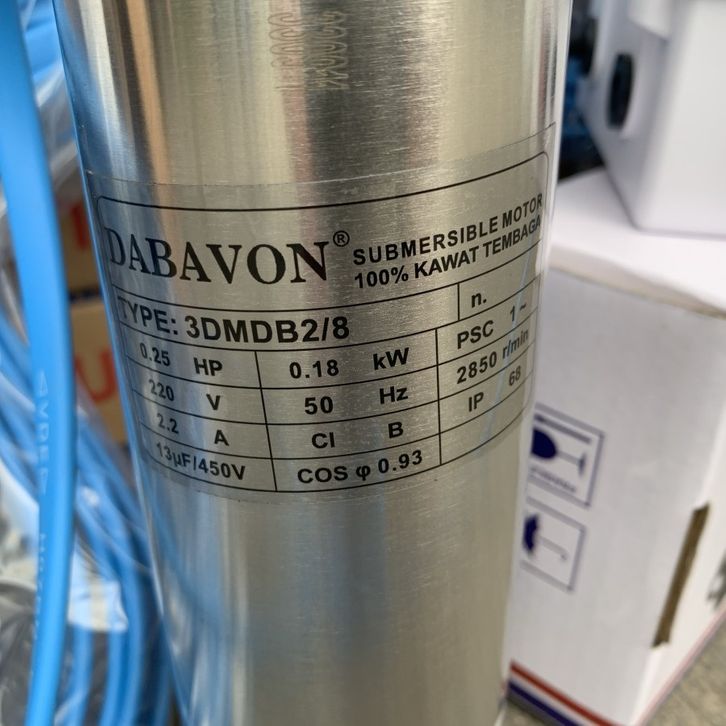 DABAVON®
SUBMERSIBLE MOTOR
100% KAWAT TEMBAGA
TYPE: 3DMDB2/8
n.
0.25 HP
0.18 kW
PSC 1~
220 V
50 Hz
2850 r/min
2.2 A
Cl B
IP 68
13μF/450V
COS φ 0.93